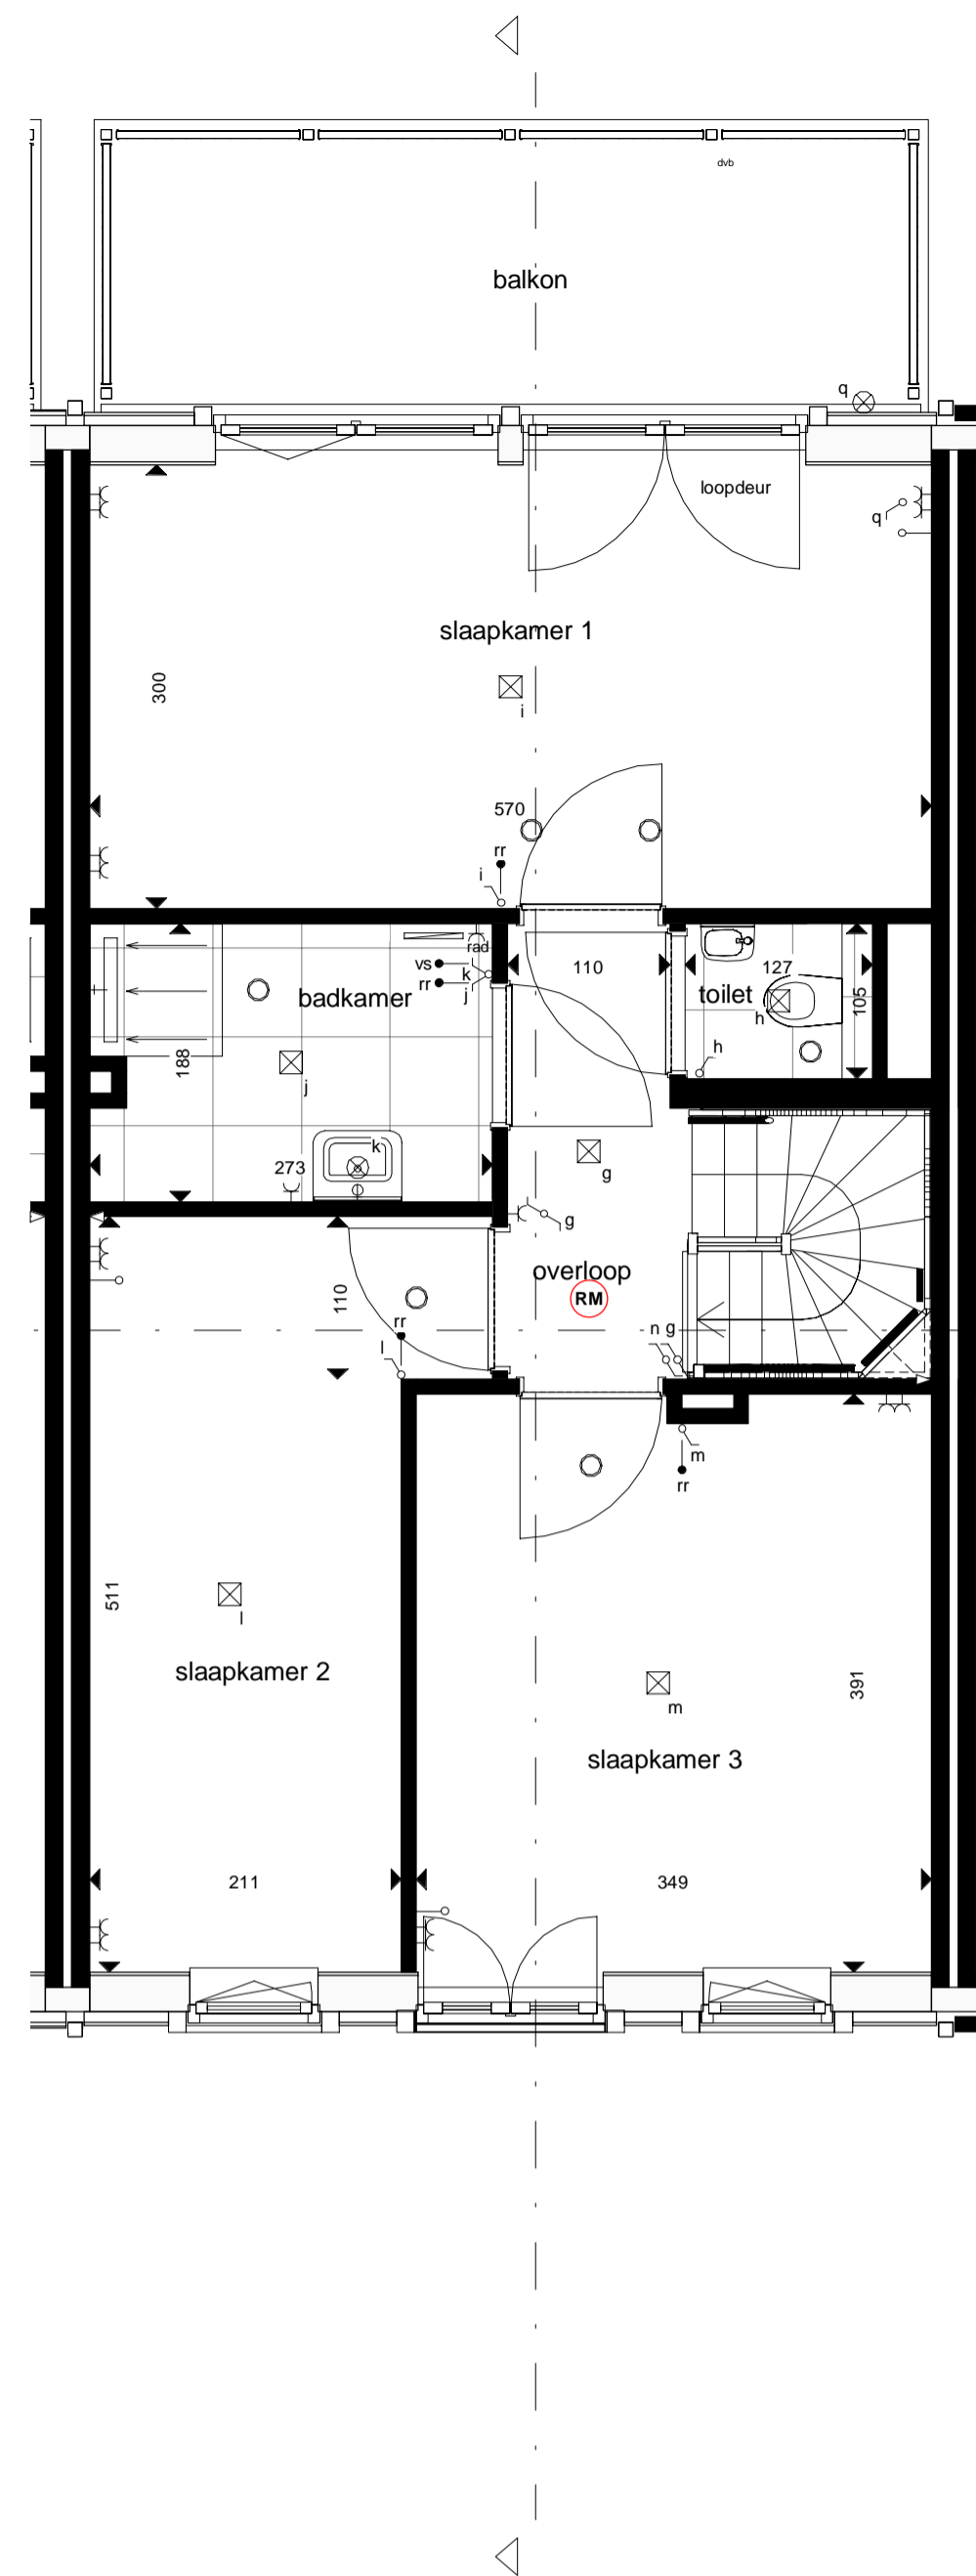 dvb
balkon
q
loopdeur
q
slaapkamer 1
300
i
570
rr
i
rad
vs
k
rr
j
badkamer
110
127
toilet
h
105
h
188
j
k
273
g
g
overloop
RM
110
rr
l
n g
m
rr
511
l
slaapkamer 2
391
m
slaapkamer 3
211
349